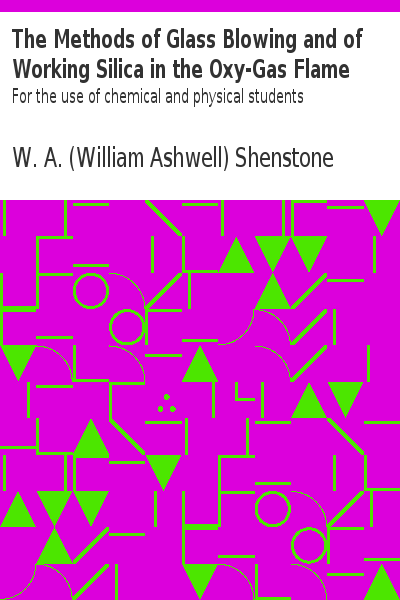 The Methods of Glass Blowing and of
Working Silica in the Oxy-Gas Flame
For the use of chemical and physical students
W. A. (William Ashwell) Shenstone